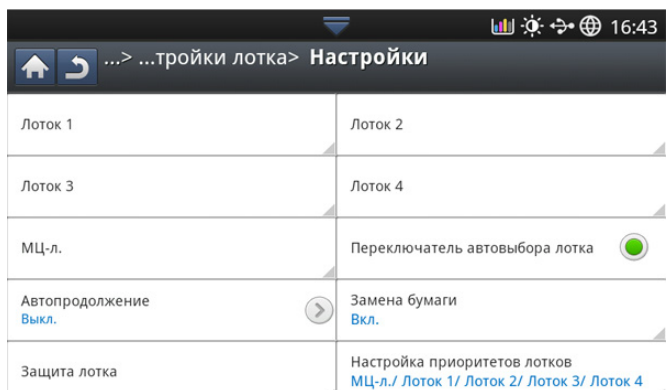 16:43
...> ...тройки лотка> Настройки
Лоток 1
Лоток 2
Лоток 3
Лоток 4
МЦ-л.
Переключатель автовыбора лотка
Автопродолжение
Выкл.
Замена бумаги
Вкл.
Защита лотка
Настройка приоритетов лотков
МЦ-л./ Лоток 1/ Лоток 2/ Лоток 3/ Лоток 4